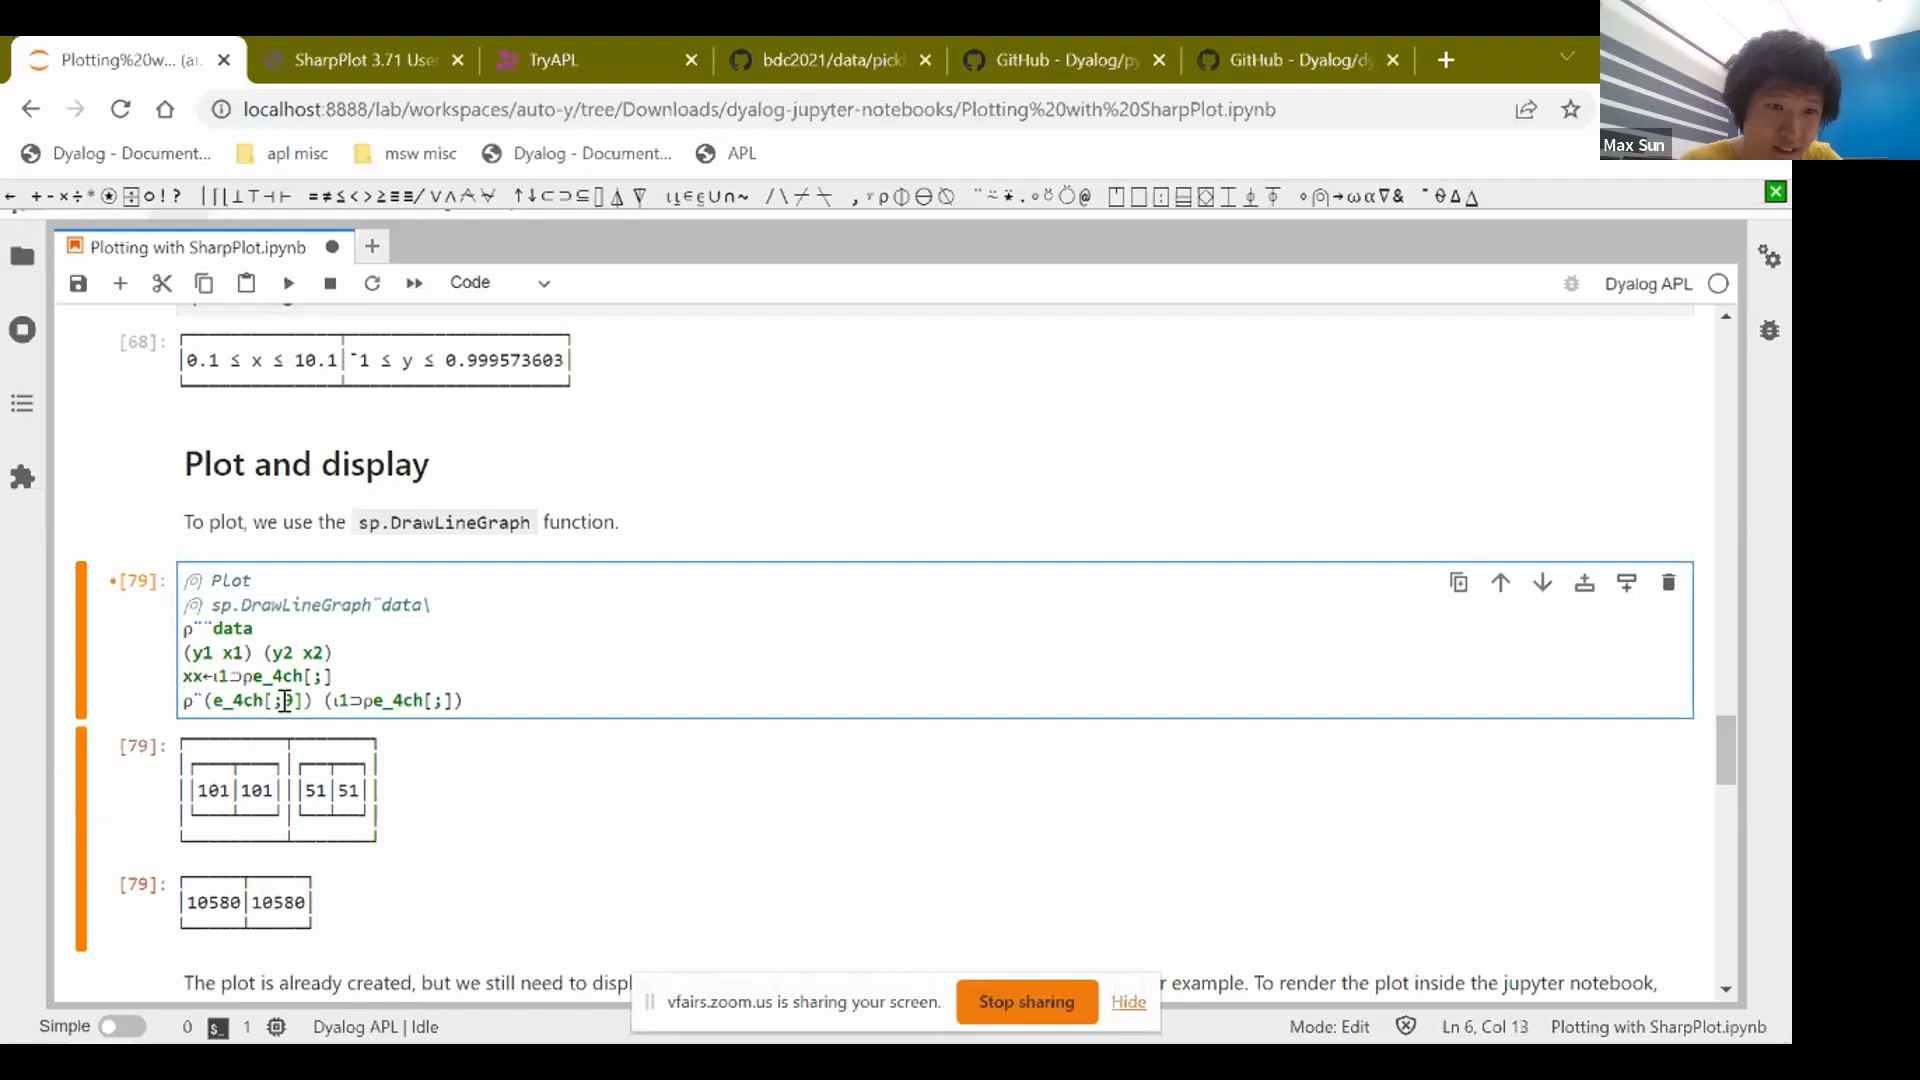 Plotting%20w... (au
SharpPlot 3.71 User
TryAPL
bdc2021/data/pick
GitHub - Dyalog/py
GitHub - Dyalog/dy
localhost:8888/lab/workspaces/auto-y/tree/Downloads/dyalog-jupyter-notebooks/Plotting%20with%20SharpPlot.ipynb
Dyalog - Document...
apl misc
msw misc
Dyalog - Document...
APL
Max Sun
Plotting with SharpPlot.ipynb
Code
Dyalog APL
[68]:
0.1 ≤ x ≤ 10.1 ¯1 ≤ y ≤ 0.999573603
Plot and display
To plot, we use the sp.DrawLineGraph function.
[79]:
⍝ Plot
⍝ sp.DrawLineGraph¨data\
⍴¨¨data
(y1 x1) (y2 x2)
xx←⍳1⊃⍴e_4ch[;]
⍴¨(e_4ch[;0]) (⍳1⊃⍴e_4ch[;])
[79]:
101 101 51 51
[79]:
10580 10580
The plot is already created, but we still need to displ
r example. To render the plot inside the jupyter notebook,
vfairs.zoom.us is sharing your screen.
Stop sharing
Hide
Simple
0
1
Dyalog APL | Idle
Mode: Edit
Ln 6, Col 13
Plotting with SharpPlot.ipynb